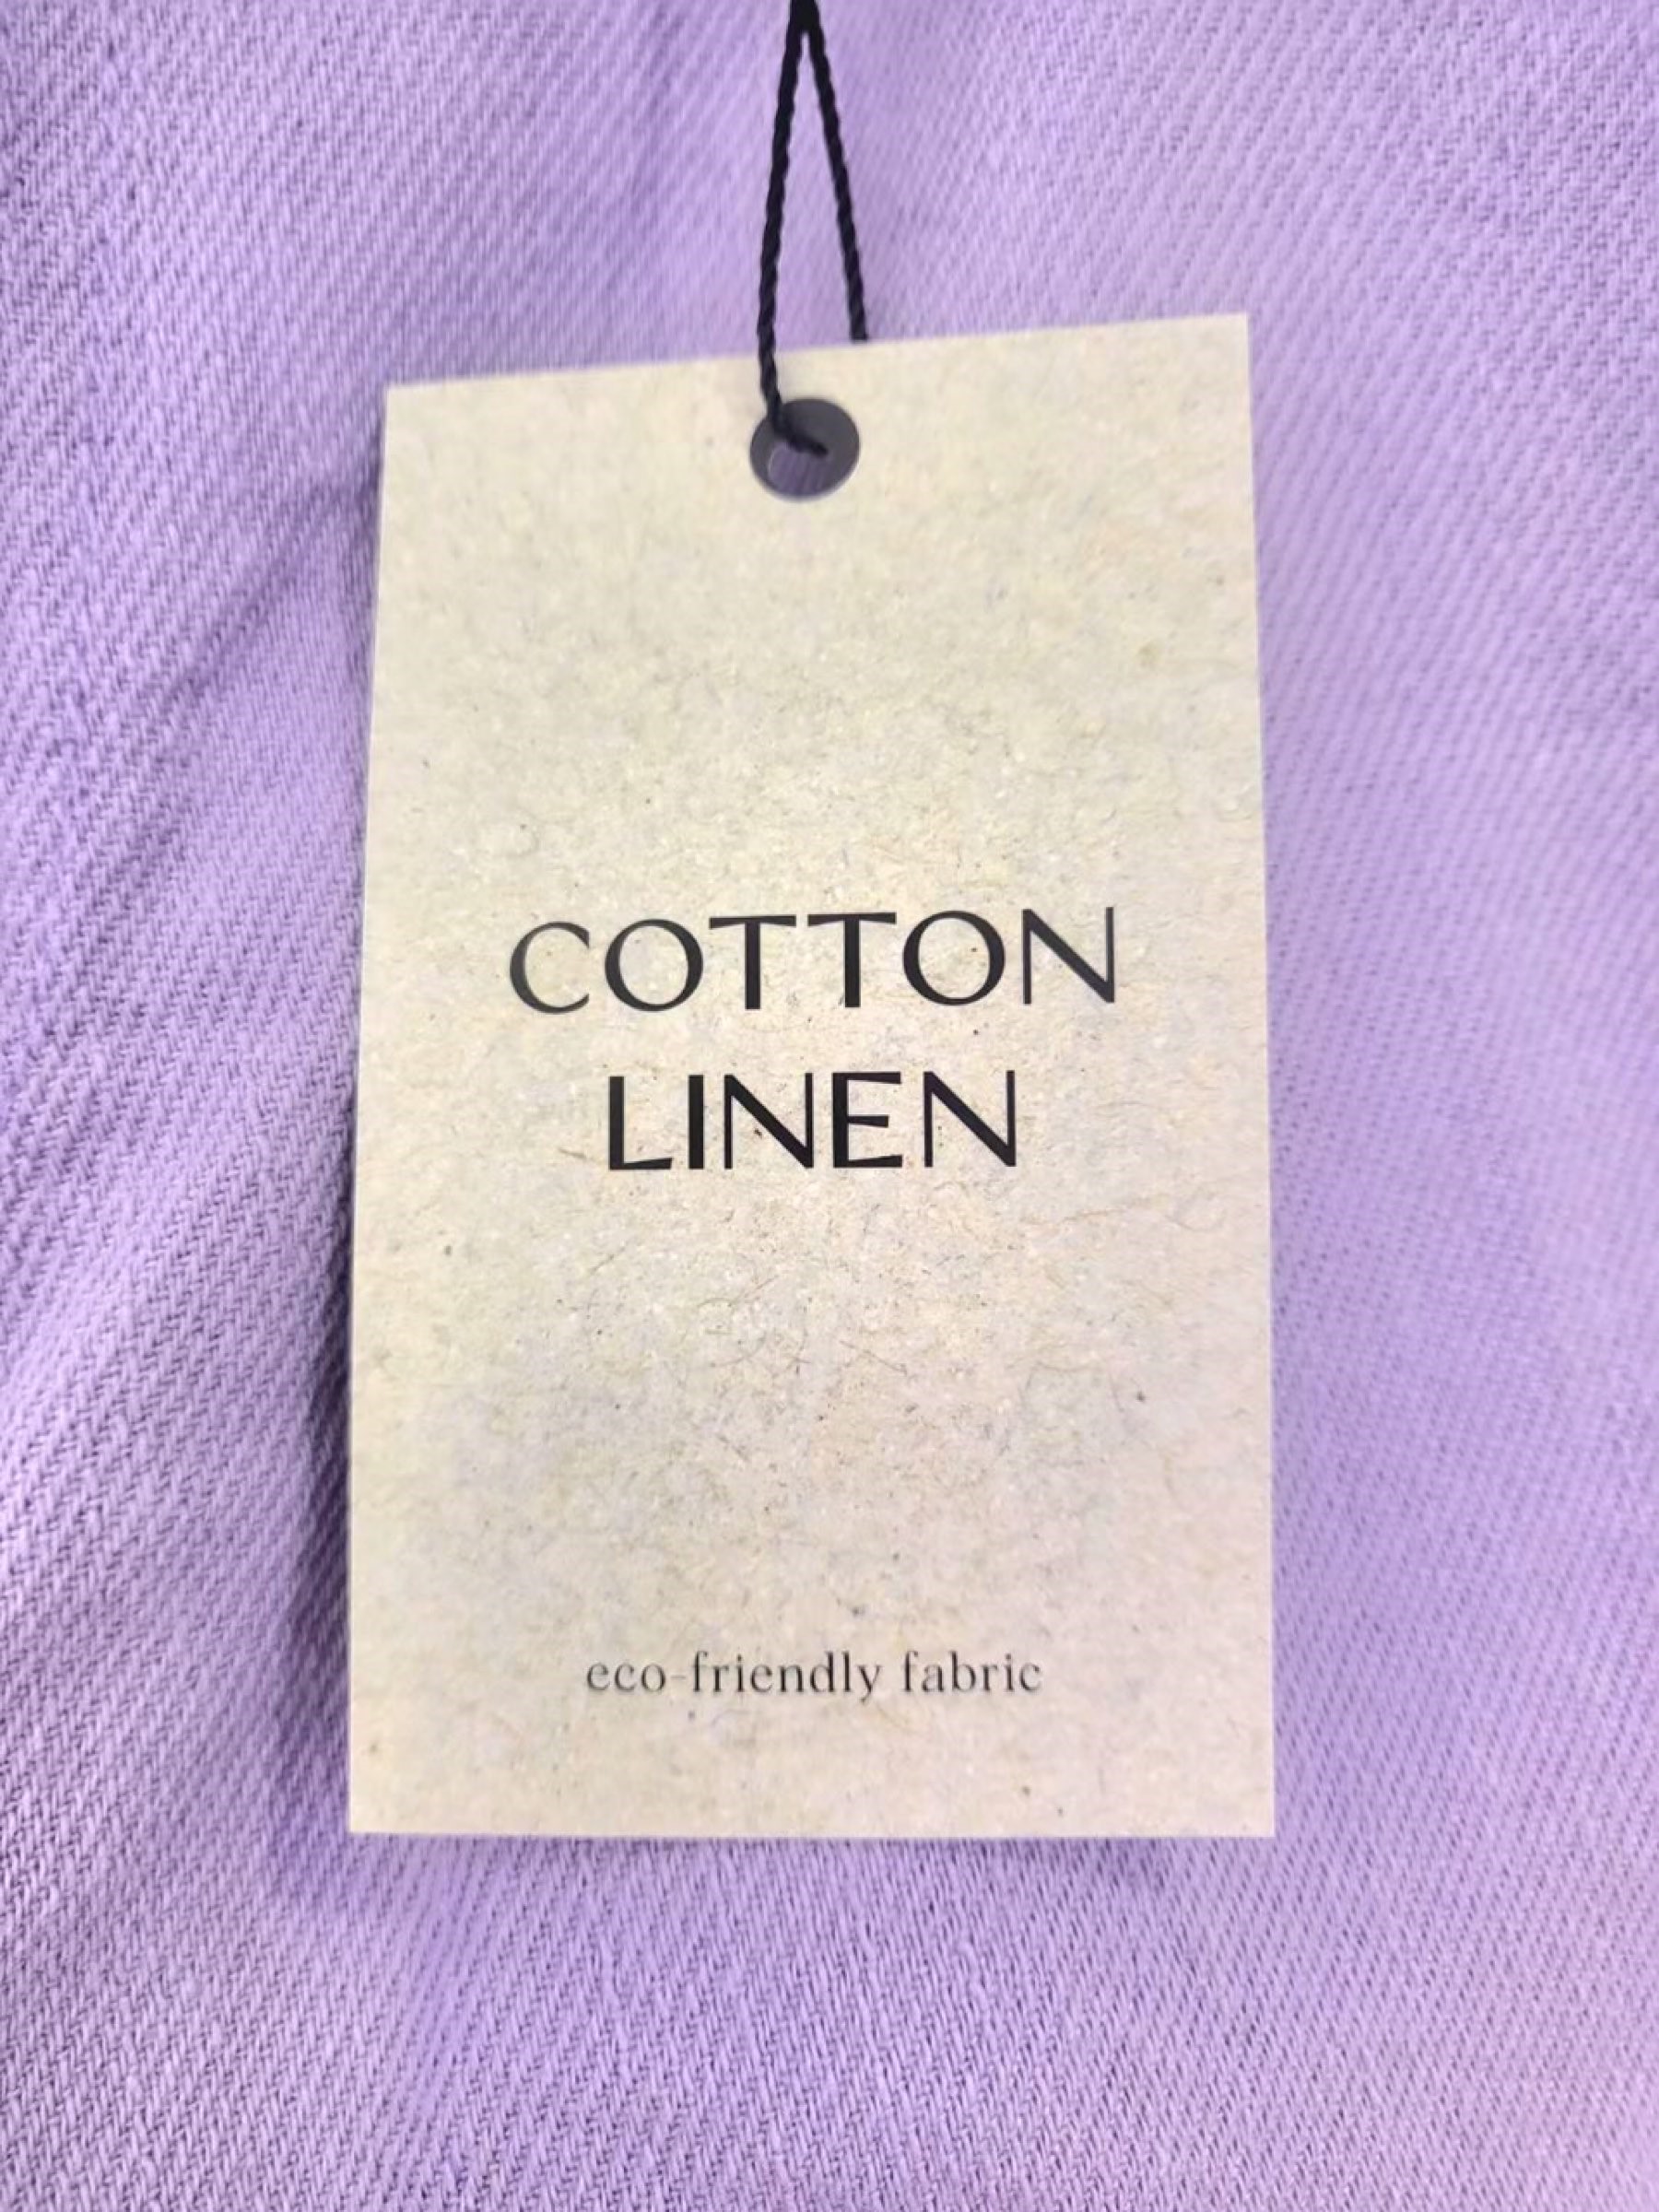 COTTON
LINEN
eco-friendly fabric